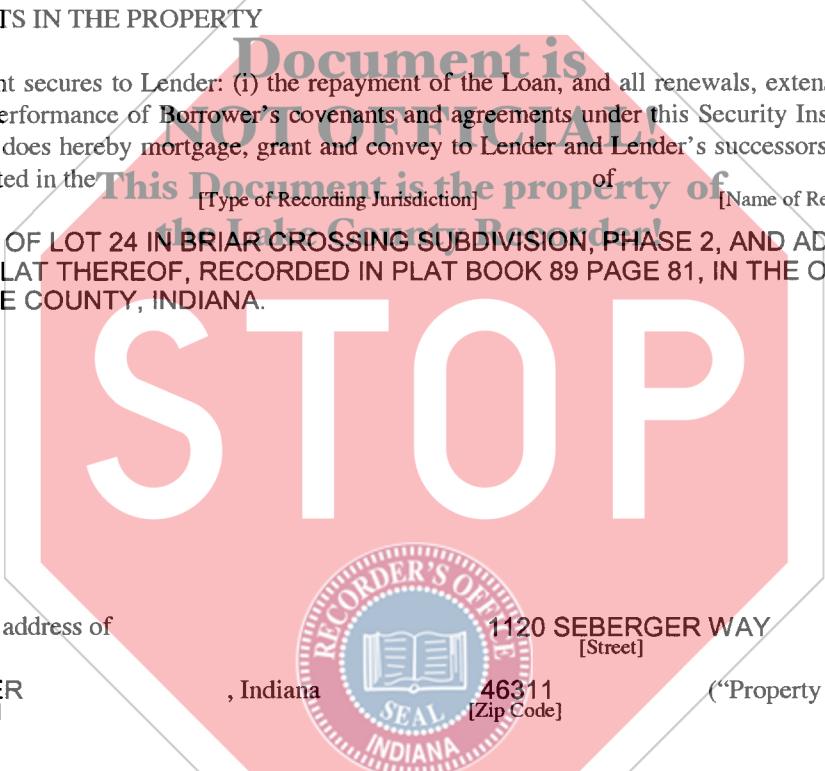 TS IN THE PROPERTY
Document is
nt secures to Lender: (i) the repayment of the Loan, and all renewals, exten
erformance of Borrower's covenants and agreements under this Security Ins
NOT OFFICIAL!
does hereby mortgage, grant and convey to Lender and Lender's successors
ted in the of
This Document is the property of
[Type of Recording Jurisdiction] [Name of Re
the Lake County Recorder!
OF LOT 24 IN BRIAR CROSSING SUBDIVISION, PHASE 2, AND AD
LAT THEREOF, RECORDED IN PLAT BOOK 89 PAGE 81, IN THE O
E COUNTY, INDIANA.
STOP
RECORDER'S OFFICE
SEAL
INDIANA
address of 1120 SEBERGER WAY
[Street]
ER , Indiana 46311 ("Property
[Zip Code]